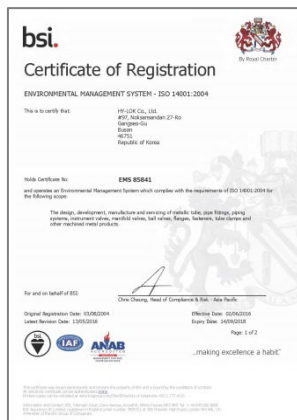 bsi.
By Royal Charter
Certificate of Registration
ENVIRONMENTAL MANAGEMENT SYSTEM - ISO 14001:2004
This is to certify that:
HY-LOK Co., Ltd.
#97, Noksansandan 27-Ro
Gangseo-Gu
Busan
46751
Republic of Korea
Holds Certificate No:
EMS 85841
and operates an Environmental Management System which complies with the requirements of ISO 14001:2004 for
the following scope:
The design, development, manufacture and servicing of metallic tube, pipe fittings, piping
systems, instrument valves, manifold valves, ball valves, flanges, fasteners, tube clamps and
other machined metal products.
For and on behalf of BSI:
Chris Cheung, Head of Compliance & Risk - Asia Pacific
Original Registration Date: 03/08/2004
Effective Date: 02/06/2016
Latest Revision Date: 13/05/2016
Expiry Date: 14/09/2018
Page: 1 of 2
bsi.
IAF
ANAB
ACCREDITED
...making excellence a habit.